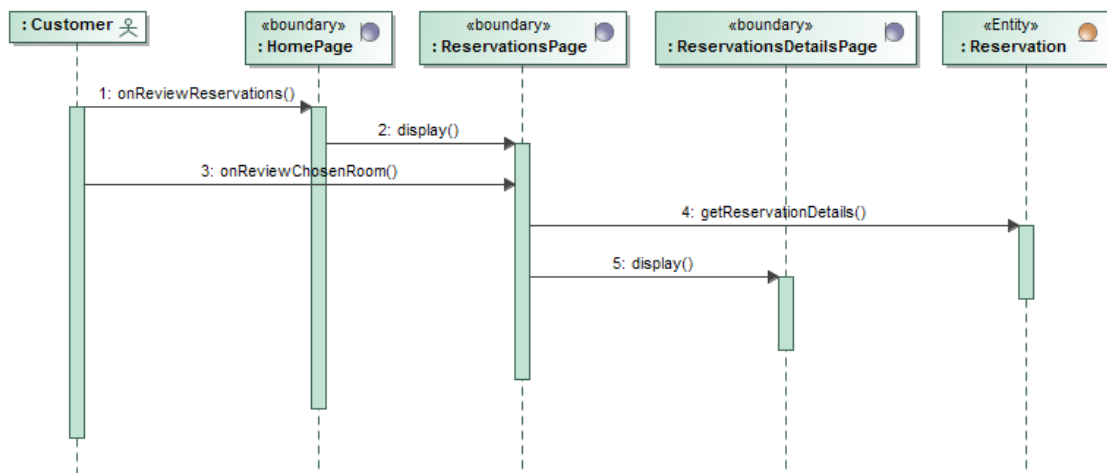 : Customer
«boundary»
: HomePage
«boundary»
: ReservationsPage
«boundary»
: ReservationsDetailsPage
«Entity»
: Reservation
1: onReviewReservations()
2: display()
3: onReviewChosenRoom()
4: getReservationDetails()
5: display()